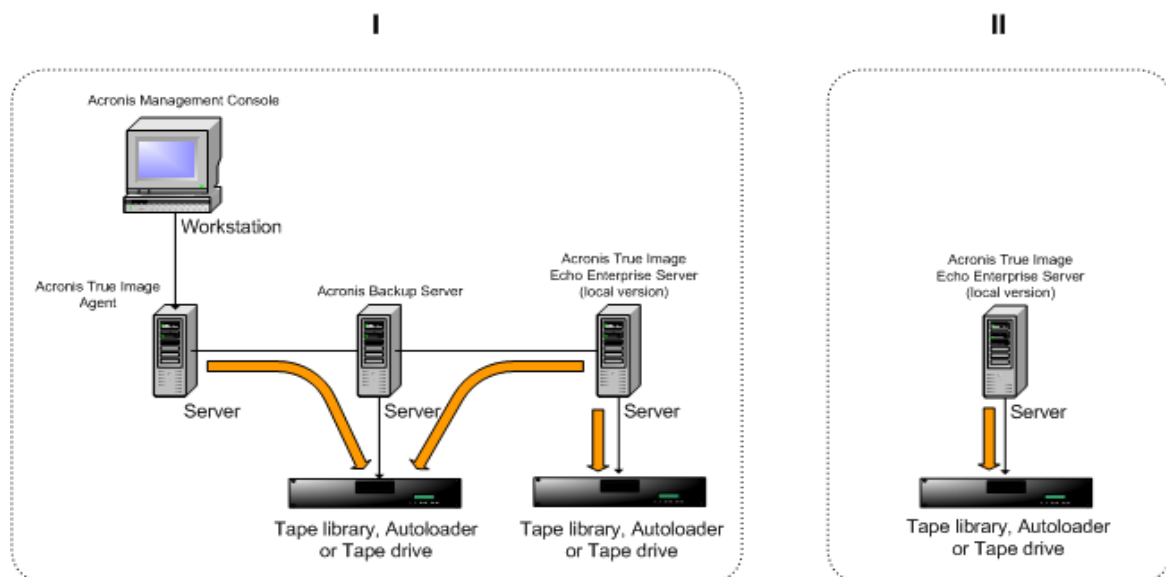 I
II
Acronis Management Console
Workstation
Acronis True Image
Agent
Server
Acronis Backup Server
Server
Acronis True Image
Echo Enterprise Server
(local version)
Server
Tape library, Autoloader
or Tape drive
Tape library, Autoloader
or Tape drive
Acronis True Image
Echo Enterprise Server
(local version)
Server
Tape library, Autoloader
or Tape drive